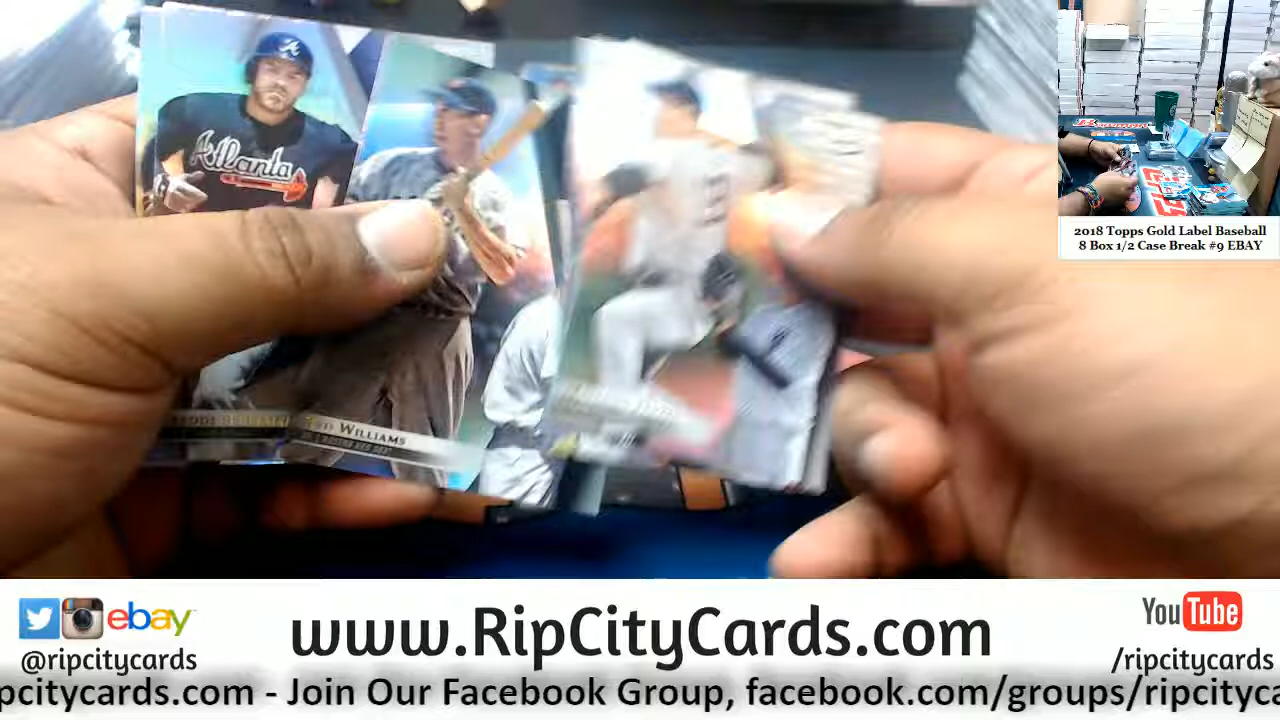 A
Atlanta
TED WILLIAMS
2018 Topps Gold Label Baseball
8 Box 1/2 Case Break #9 EBAY
ebay
www.RipCityCards.com
YouTube
@ripcitycards
/ripcitycards
pcitycards.com - Join Our Facebook Group, facebook.com/groups/ripcityca